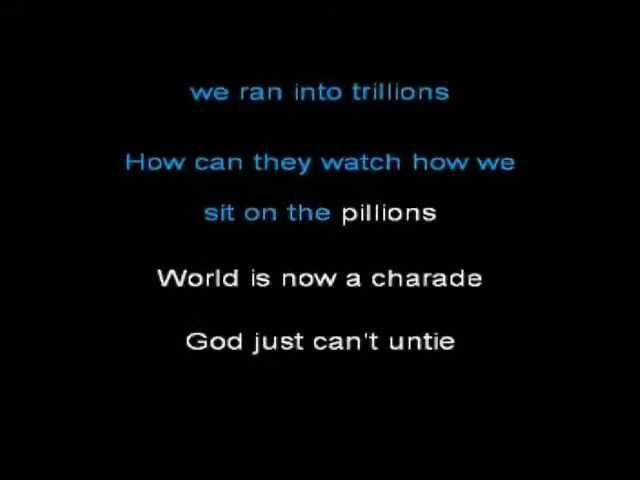 we ran into trillions
How can they watch how we
sit on the pillions
World is now a charade
God just can't untie